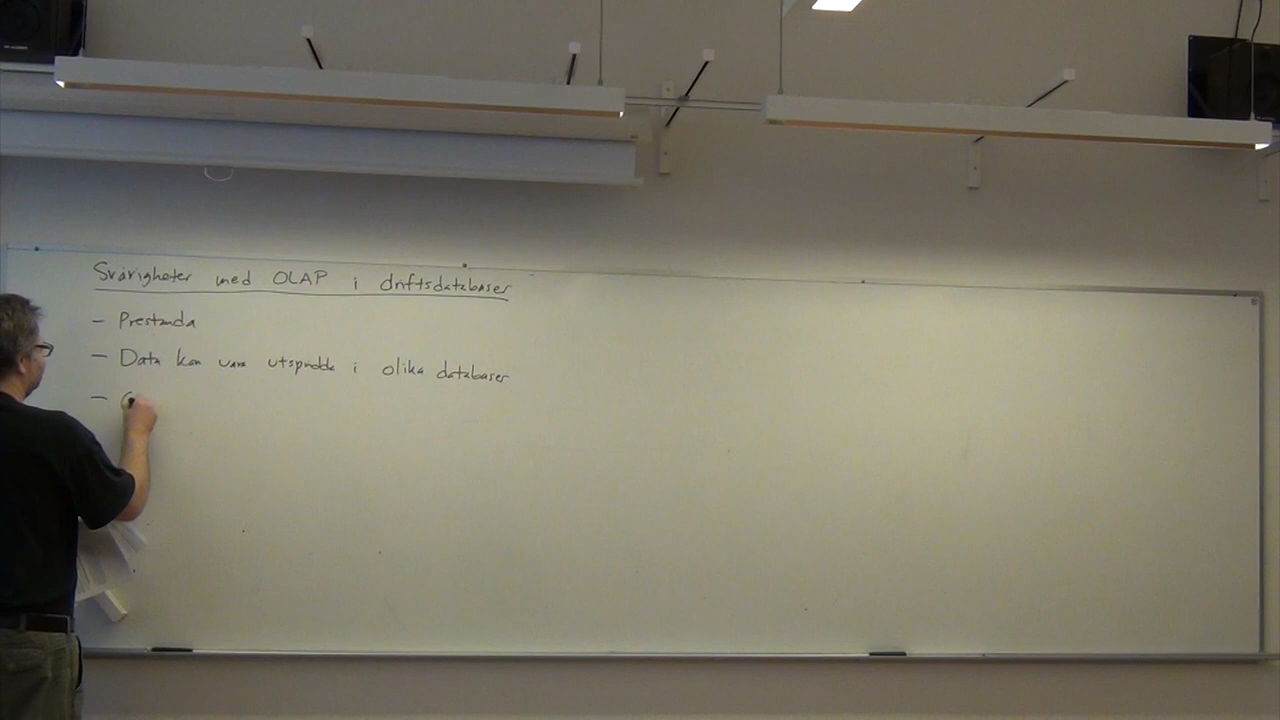 Svårigheter med OLAP i driftsdatabaser
- Prestanda
- Data kan vara utspridda i olika databaser
-